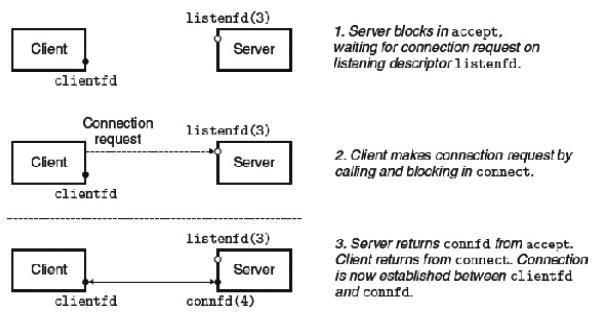 listenfd(3)
Client
Server
clientfd
1. Server blocks in accept,
waiting for connection request on
listening descriptor listenfd.
Connection
request
listenfd(3)
Client
Server
clientfd
2. Client makes connection request by
calling and blocking in connect.
listenfd(3)
Client
Server
clientfd
connfd(4)
3. Server returns connfd from accept.
Client returns from connect. Connection
is now established between clientfd
and connfd.